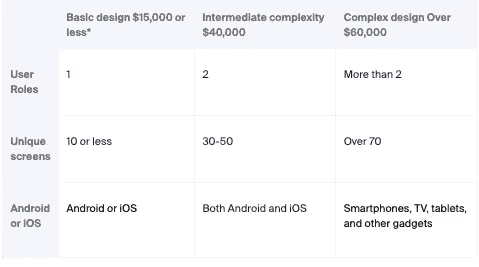 Basic design $15,000 or
less*
Intermediate complexity
$40,000
Complex design Over
$60,000
User
Roles
1
2
More than 2
Unique
screens
10 or less
30-50
Over 70
Android
or iOS
Android or iOS
Both Android and iOS
Smartphones, TV, tablets,
and other gadgets